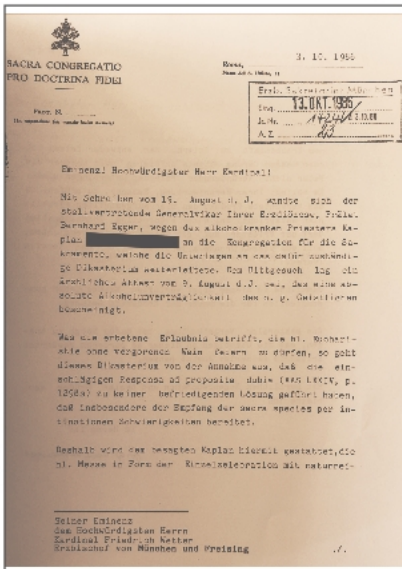 SACRA CONGREGATIO
PRO DOCTRINA FIDEI
3. 10. 1986
Roma,
Prot. N.
13. OKT. 1986
A.Z. 23
Eminenz! Hochwürdigster Herr Kardinal!
Mit Schreiben vom 19. August d. J. wandte sich der
stellvertretende Generalvikar Ihrer Erzdiözese, Prälat
Bernhard Egger, wegen des alkoholkranken Priesters Ka-
plan an die Kongregation für die Sa-
kramente, welche die Unterlagen an das dafür zuständi-
ge Dikasterium weiterleitete. Dem Bittgesuch lag ein
ärztliches Attest vom 9. August d.J. bei, das eine ab-
solute Alkoholunverträglichkeit des o. g. Geistlichen
bescheinigt.
Was die erbetene Erlaubnis betrifft, die hl. Euchari-
stie ohne vergorenen Wein feiern zu dürfen, so geht
dieses Dikasterium von der Annahme aus, daß die ein-
schlägigen Responsa ad proposita dubia (AAS LXXIV, p.
zu keiner befriedigenden Lösung geführt haben,
daß insbesondere der Empfang der sacra species per in-
tinctionem Schwierigkeiten bereitet.
Deshalb wird dem besagten Kaplan hiermit gestattet, die
hl. Messe in Form der Einzelzelebration mit naturrei-
Seiner Eminenz
dem Hochwürdigsten Herrn
Kardinal Friedrich Wetter
Erzbischof von München und Freising
./.